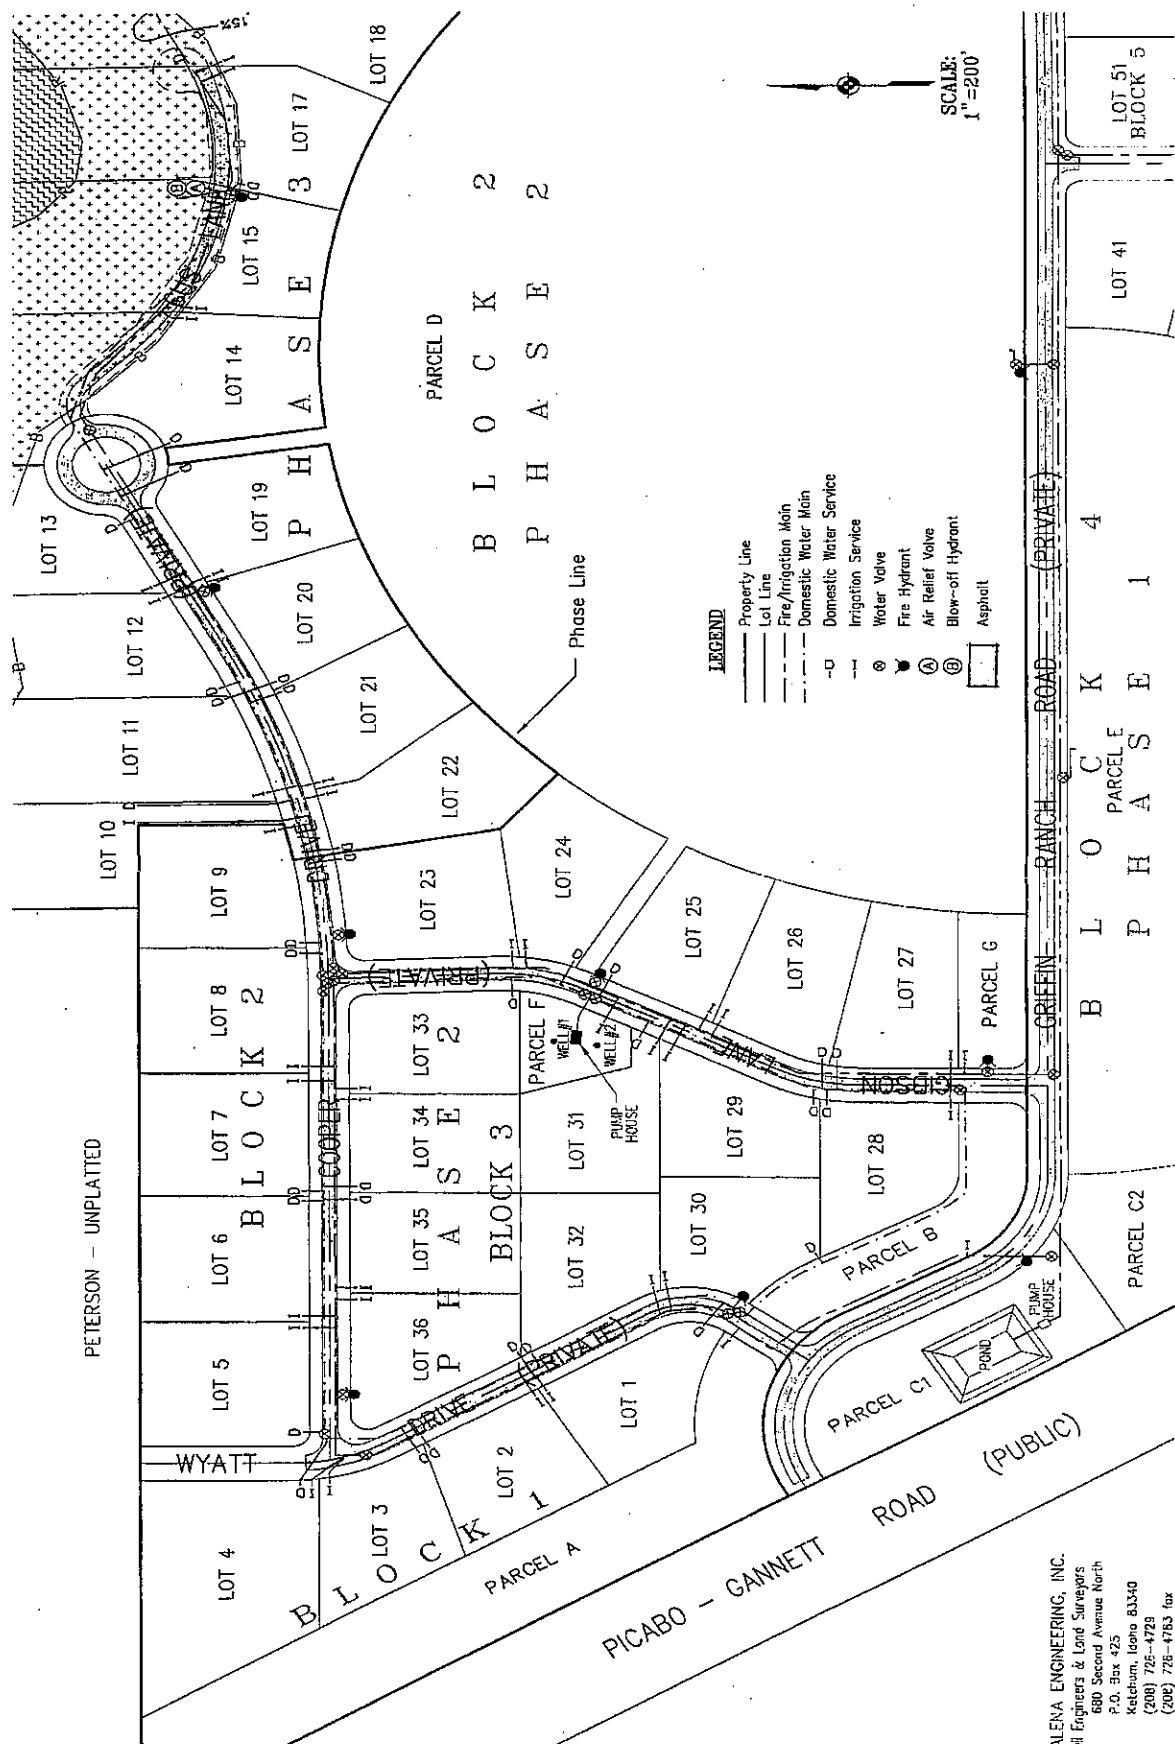 PETERSON - UNPLATTED
LOT 4
WYATT
LOT 5
LOT 6
LOT 7
LOT 8
LOT 9
LOT 10
LOT 11
LOT 12
LOT 13
BLOCK 2
COOPER
DRIVE
(PRIVATE)
LOT 14
LOT 15
LOT 17
LOT 18
15%
LANE
PHASE 3
LOT 19
LOT 20
LOT 21
LOT 22
LOT 23
LOT 24
LOT 25
LOT 26
LOT 27
PARCEL G
PARCEL D
BLOCK 2
PHASE 2
Phase Line
LOT 36
LOT 35
LOT 34
LOT 33
PHASE 2
BLOCK 3
PARCEL F
WELL #1
WELL #2
PUMP
HOUSE
LOT 32
LOT 31
LOT 30
LOT 29
LOT 28
(PRIVATE)
LANE
GIBSON
BLOCK 1
LOT 3
LOT 2
LOT 1
DRIVE
(PRIVATE)
PARCEL A
PARCEL B
PARCEL C1
POND
PUMP
HOUSE
PARCEL C2
PICABO - GANNETT ROAD (PUBLIC)
LEGEND
Property Line
Lot Line
Fire/Irrigation Main
Domestic Water Main
Domestic Water Service
Irrigation Service
Water Valve
Fire Hydrant
A Air Relief Valve
B Blow-off Hydrant
Asphalt
SCALE:
1"=200'
GRIFFIN RANCH ROAD (PRIVATE)
BLOCK 4
PARCEL E
PHASE 1
LOT 41
LOT 51
BLOCK 5
ALENA ENGINEERING, INC.
il Engineers & Land Surveyors
680 Second Avenue North
P.O. Box 425
Ketchum, Idaho 83340
(208) 726-4729
(208) 726-4783 fax